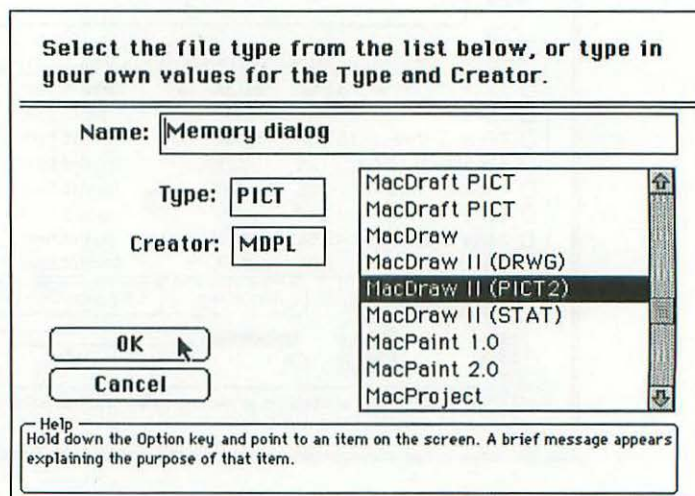 Select the file type from the list below, or type in
your own values for the Type and Creator.
Name: Memory dialog
Type: PICT
Creator: MDPL
MacDraft PICT
MacDraft PICT
MacDraw
MacDraw II (DRWG)
MacDraw II (PICT2)
MacDraw II (STAT)
MacPaint 1.0
MacPaint 2.0
MacProject
OK
Cancel
Help
Hold down the Option key and point to an item on the screen. A brief message appears
explaining the purpose of that item.